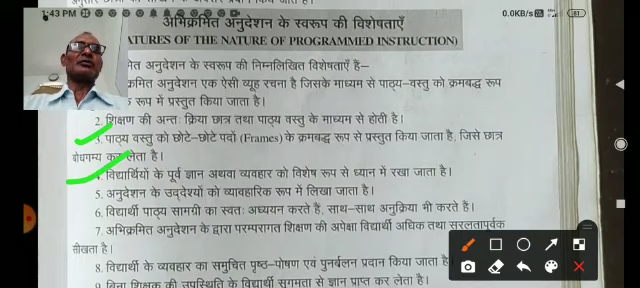 1:43 PM
0.0KB/s
81
अभिक्रमित अनुदेशन के स्वरूप की विशेषताएँ
ATURES OF THE NATURE OF PROGRAMMED INSTRUCTION)
मित अनुदेशन के स्वरूप की निम्नलिखित विशेषताएँ हैं–
क्रमित अनुदेशन एक ऐसी व्यूह रचना है जिसके माध्यम से पाठ्य-वस्तु को क्रमबद्ध रूप
रूप में प्रस्तुत किया जाता है।
2. शिक्षण की अन्तः क्रिया छात्र तथा पाठ्य वस्तु के माध्यम से होती है।
3. पाठ्य वस्तु को छोटे-छोटे पदों (Frames) के क्रमबद्ध रूप से प्रस्तुत किया जाता है, जिसे छात्र
बोधगम्य कर लेता है।
4. विद्यार्थियों के पूर्व ज्ञान अथवा व्यवहार को विशेष रूप से ध्यान में रखा जाता है।
5. अनुदेशन के उद्देश्यों को व्यावहारिक रूप में लिखा जाता है।
6. विद्यार्थी पाठ्य सामग्री का स्वतः अध्ययन करते हैं, साथ-साथ अनुक्रिया भी करते हैं।
7. अभिक्रमित अनुदेशन के द्वारा परम्परागत शिक्षण की अपेक्षा विद्यार्थी अधिक तथा सरलतापूर्वक
सीखता है।
8. विद्यार्थी के व्यवहार का समुचित पृष्ठ-पोषण एवं पुनर्बलन प्रदान किया जाता है
9. बिना शिक्षक की उपस्थिति के विद्यार्थी सुगमता से ज्ञान प्राप्त कर लेता है।